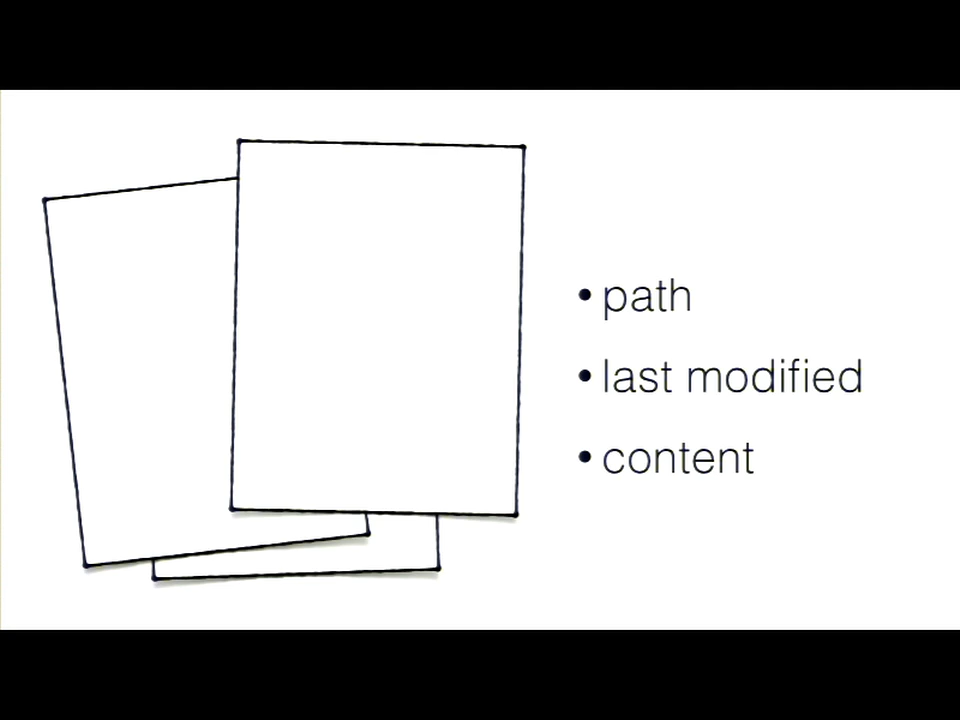 • path
• last modified
• content